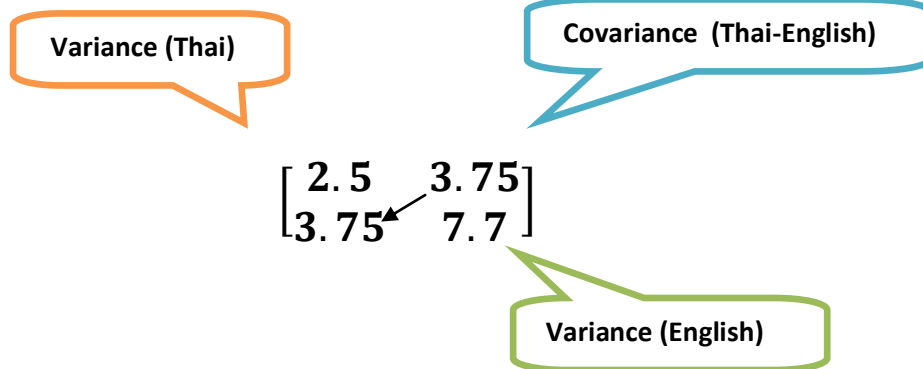 Variance (Thai)
Covariance (Thai-English)
[2.5 3.75]
[3.75 7.7]
Variance (English)